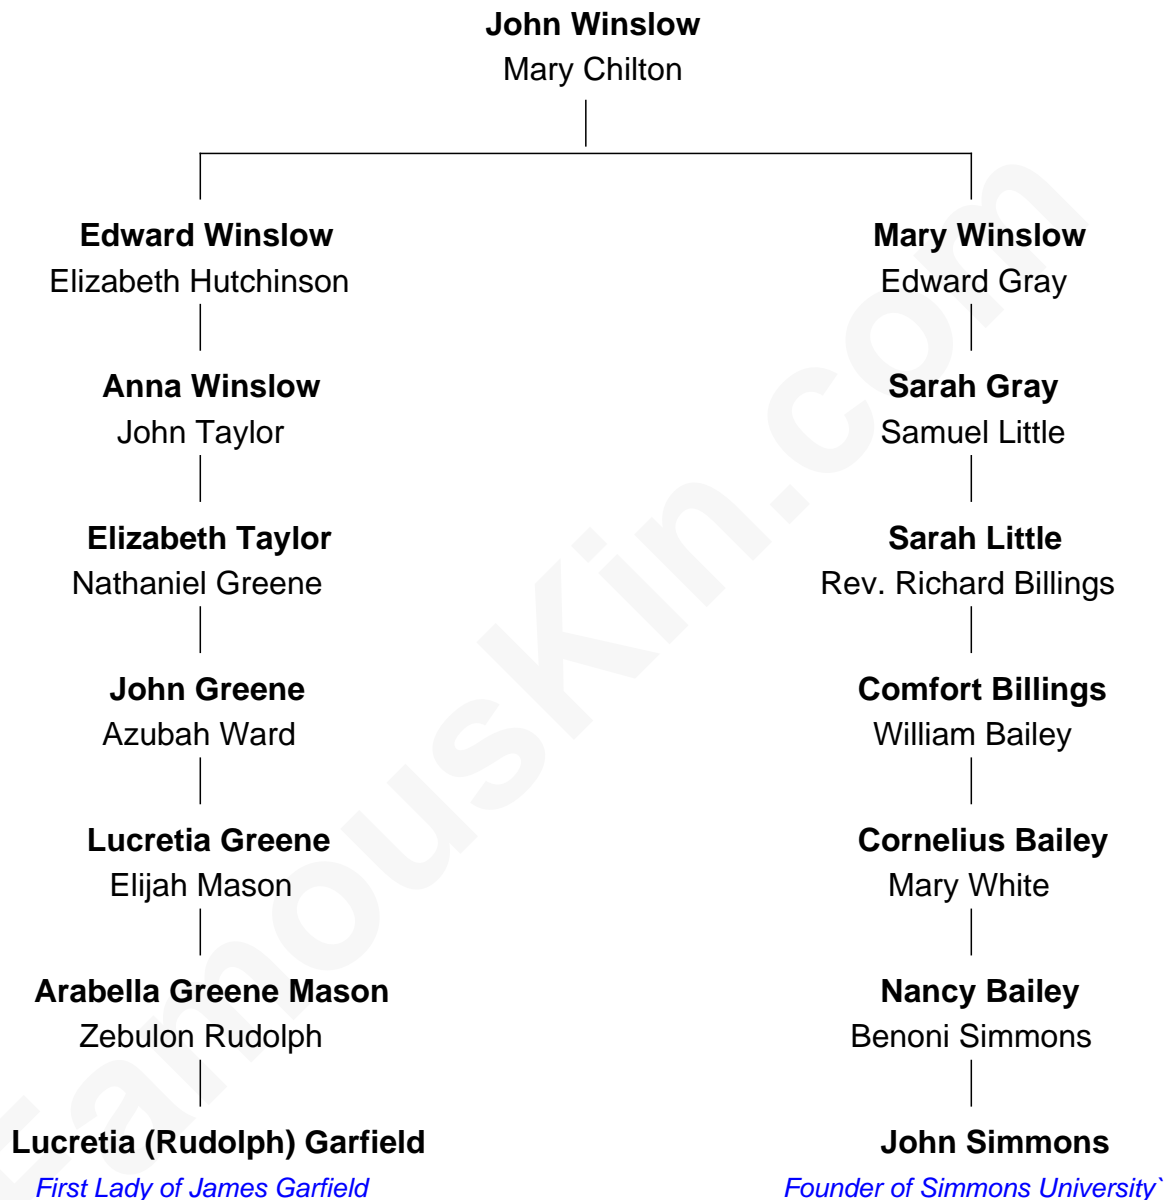 John Winslow
Mary Chilton
Edward Winslow
Elizabeth Hutchinson
Mary Winslow
Edward Gray
Anna Winslow
John Taylor
Sarah Gray
Samuel Little
Elizabeth Taylor
Nathaniel Greene
Sarah Little
Rev. Richard Billings
John Greene
Azubah Ward
Comfort Billings
William Bailey
Lucretia Greene
Elijah Mason
Cornelius Bailey
Mary White
Arabella Greene Mason
Zebulon Rudolph
Nancy Bailey
Benoni Simmons
Lucretia (Rudolph) Garfield
First Lady of James Garfield
John Simmons
Founder of Simmons University`
FamousKin.com